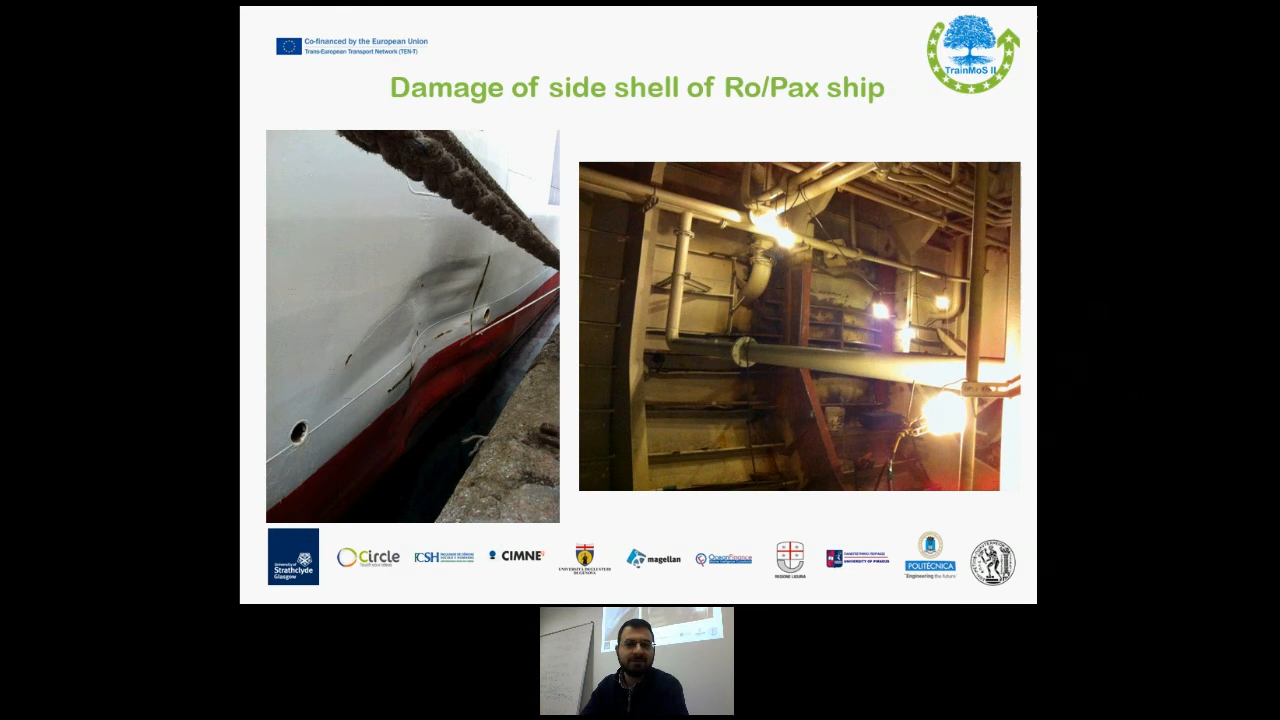 Co-financed by the European Union
Trans-European Transport Network (TEN-T)
TrainMoS II
Damage of side shell of Ro/Pax ship
University of
Strathclyde
Glasgow
Circle
FCSH
CIMNE
UNIVERSITÀ DEGLI STUDI
DI GENOVA
magellan
OceanFinance
REGIONE LIGURIA
ΠΑΝΕΠΙΣΤΗΜΙΟ ΠΕΙΡΑΙΩΣ
UNIVERSITY OF PIRAEUS
POLITÉCNICA
"Engineering the future"